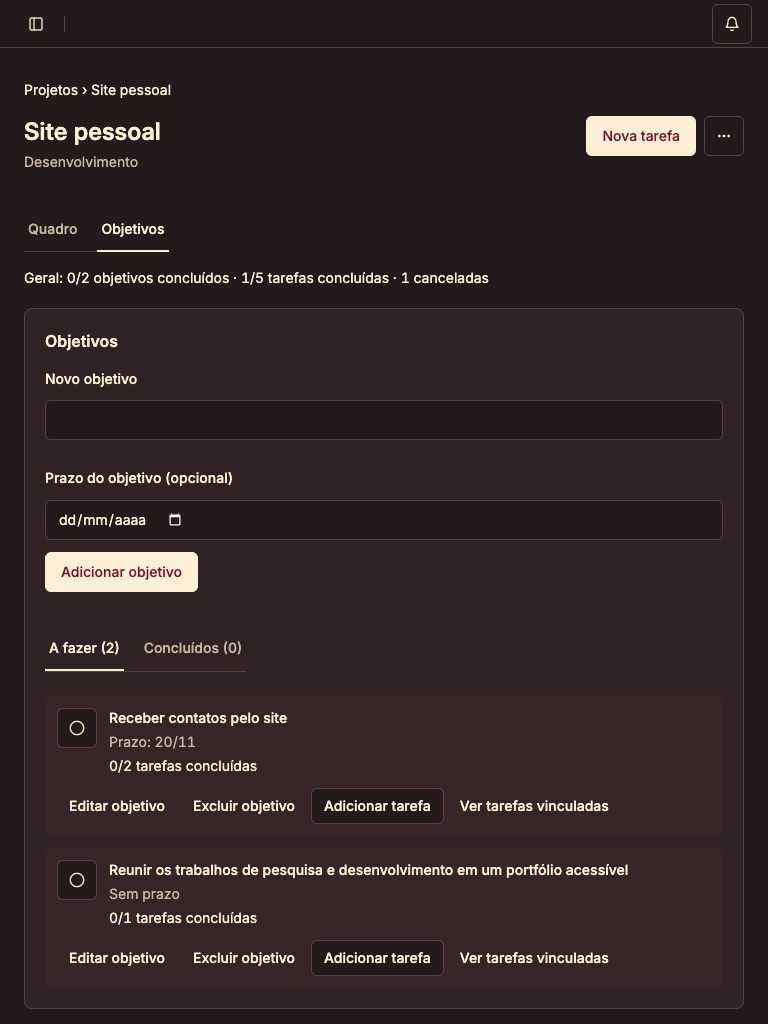 Projetos › Site pessoal
Site pessoal
Desenvolvimento
Nova tarefa
Quadro
Objetivos
Geral: 0/2 objetivos concluídos · 1/5 tarefas concluídas · 1 canceladas
Objetivos
Novo objetivo
Prazo do objetivo (opcional)
dd/mm/aaaa
Adicionar objetivo
A fazer (2)
Concluídos (0)
Receber contatos pelo site
Prazo: 20/11
0/2 tarefas concluídas
Editar objetivo
Excluir objetivo
Adicionar tarefa
Ver tarefas vinculadas
Reunir os trabalhos de pesquisa e desenvolvimento em um portfólio acessível
Sem prazo
0/1 tarefas concluídas
Editar objetivo
Excluir objetivo
Adicionar tarefa
Ver tarefas vinculadas